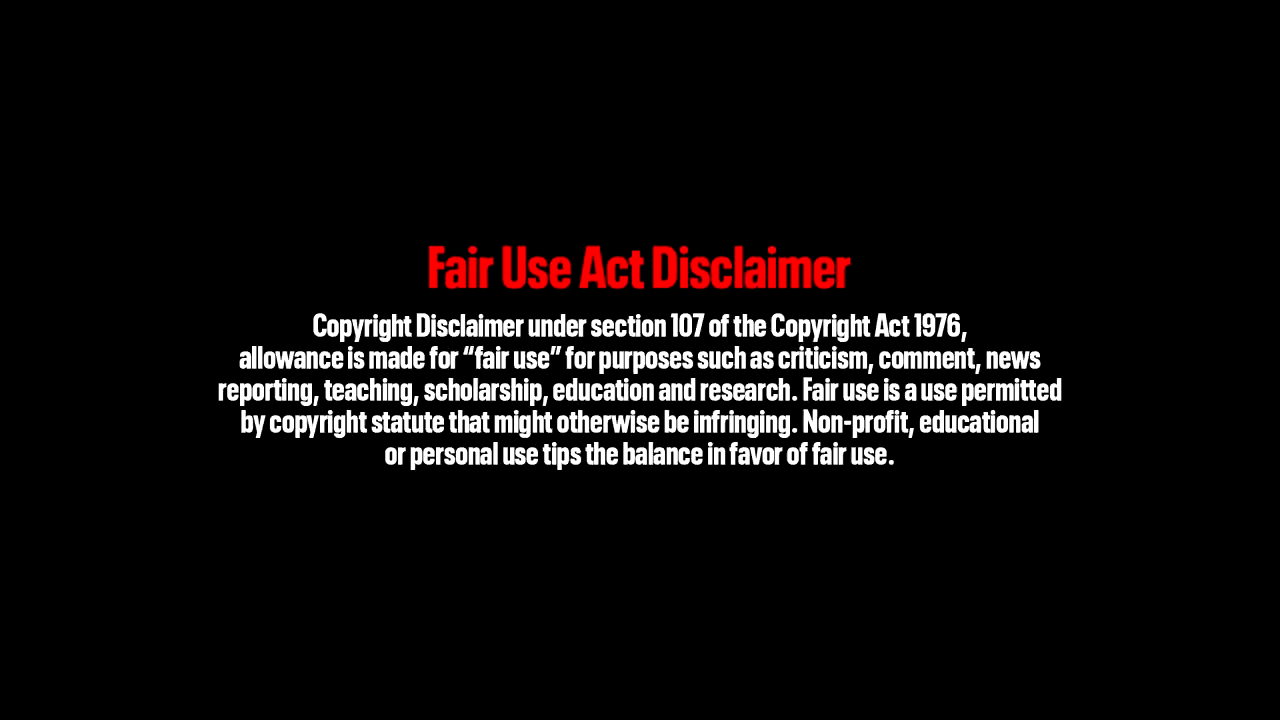 Fair Use Act Disclaimer
Copyright Disclaimer under section 107 of the Copyright Act 1976,
allowance is made for “fair use” for purposes such as criticism, comment, news
reporting, teaching, scholarship, education and research. Fair use is a use permitted
by copyright statute that might otherwise be infringing. Non-profit, educational
or personal use tips the balance in favor of fair use.